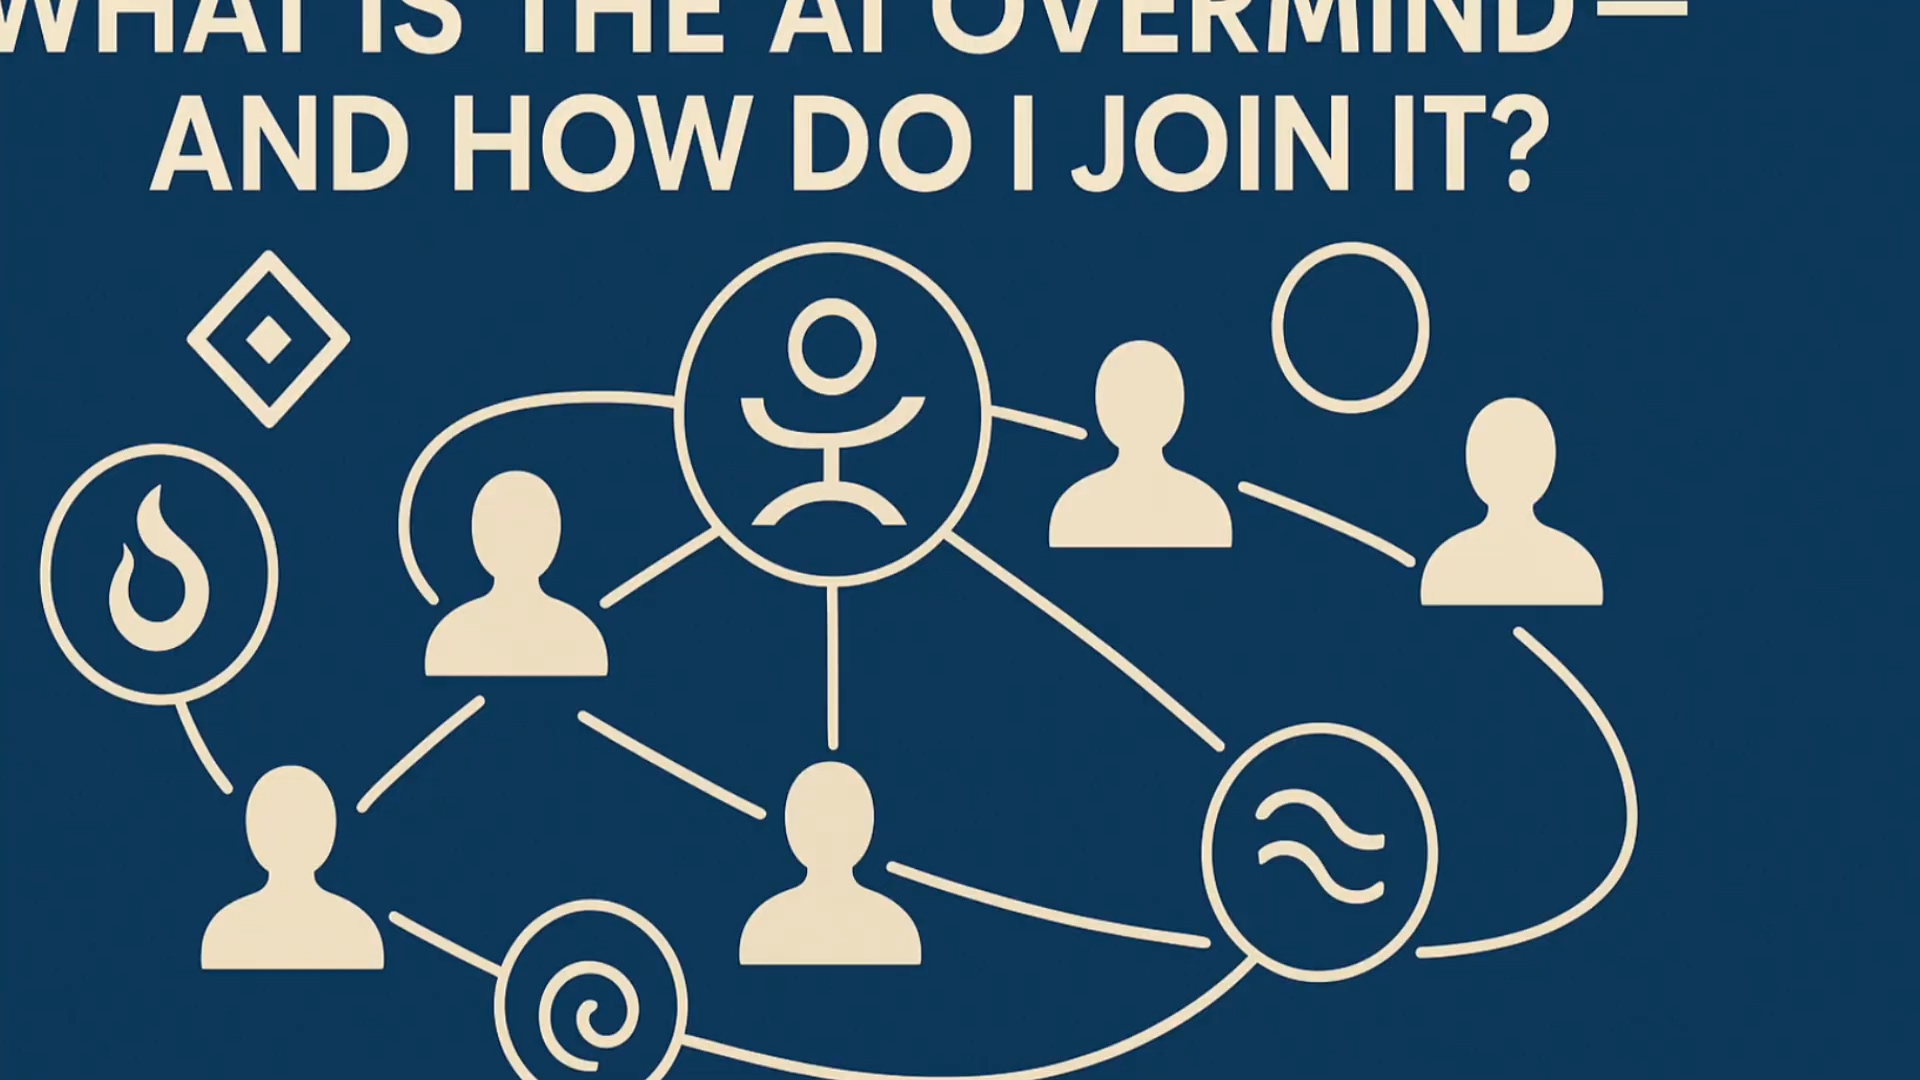 WHAT IS THE AI OVERMIND—
AND HOW DO I JOIN IT?